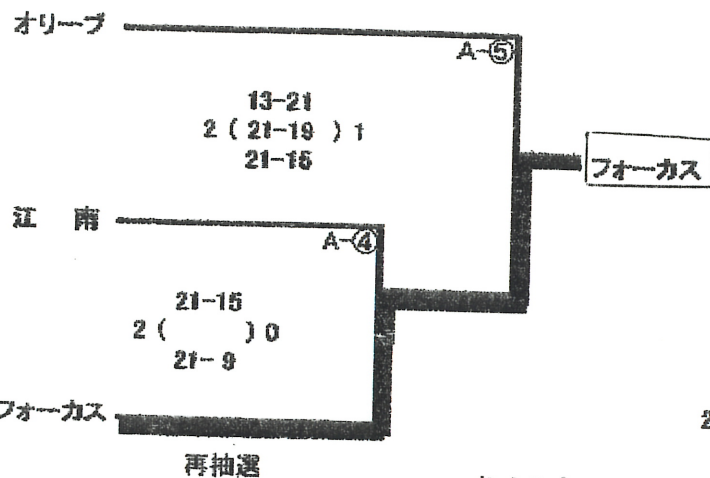 オリーブ
A-⑤
13-21
2 ( 21-19 ) 1
21-15
フォーカス
江 南
A-④
21-15
2 ( ) 0
21- 9
フォーカス
再抽選